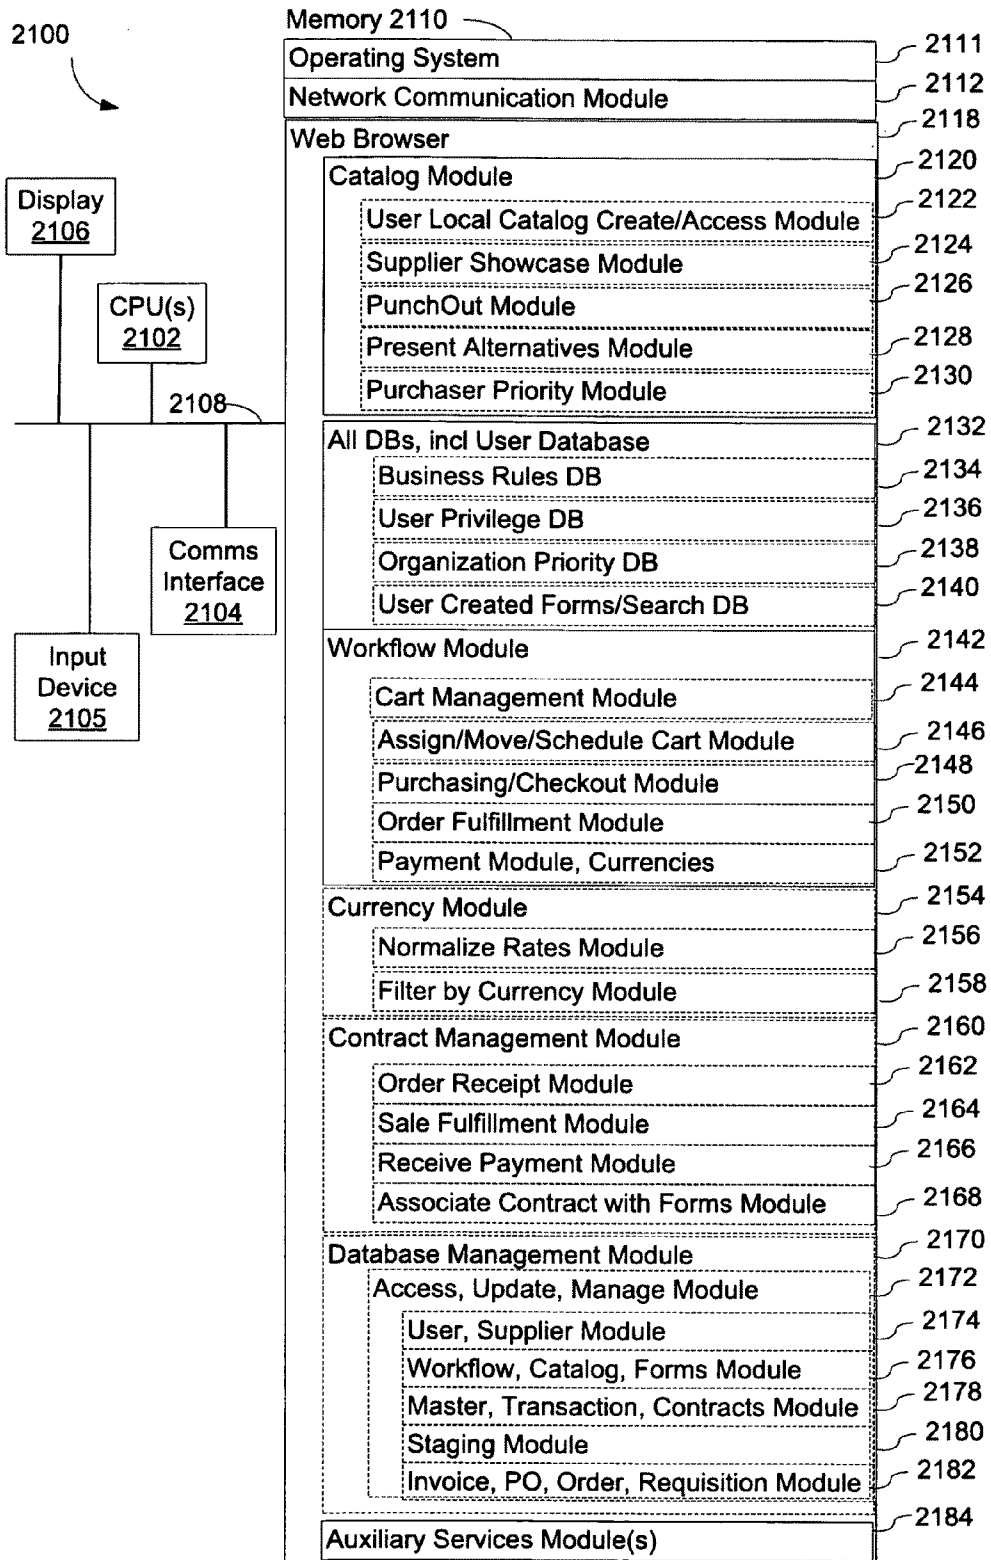 2100
Memory 2110
Operating System 2111
Network Communication Module 2112
Web Browser 2118
Catalog Module 2120
User Local Catalog Create/Access Module 2122
Supplier Showcase Module 2124
PunchOut Module 2126
Present Alternatives Module 2128
Purchaser Priority Module 2130
Display
2106
CPU(s)
2102
2108
Comms
Interface
2104
Input
Device
2105
All DBs, incl User Database 2132
Business Rules DB 2134
User Privilege DB 2136
Organization Priority DB 2138
User Created Forms/Search DB 2140
Workflow Module 2142
Cart Management Module 2144
Assign/Move/Schedule Cart Module 2146
Purchasing/Checkout Module 2148
Order Fulfillment Module 2150
Payment Module, Currencies 2152
Currency Module 2154
Normalize Rates Module 2156
Filter by Currency Module 2158
Contract Management Module 2160
Order Receipt Module 2162
Sale Fulfillment Module 2164
Receive Payment Module 2166
Associate Contract with Forms Module 2168
Database Management Module 2170
Access, Update, Manage Module 2172
User, Supplier Module 2174
Workflow, Catalog, Forms Module 2176
Master, Transaction, Contracts Module 2178
Staging Module 2180
Invoice, PO, Order, Requisition Module 2182
Auxiliary Services Module(s) 2184